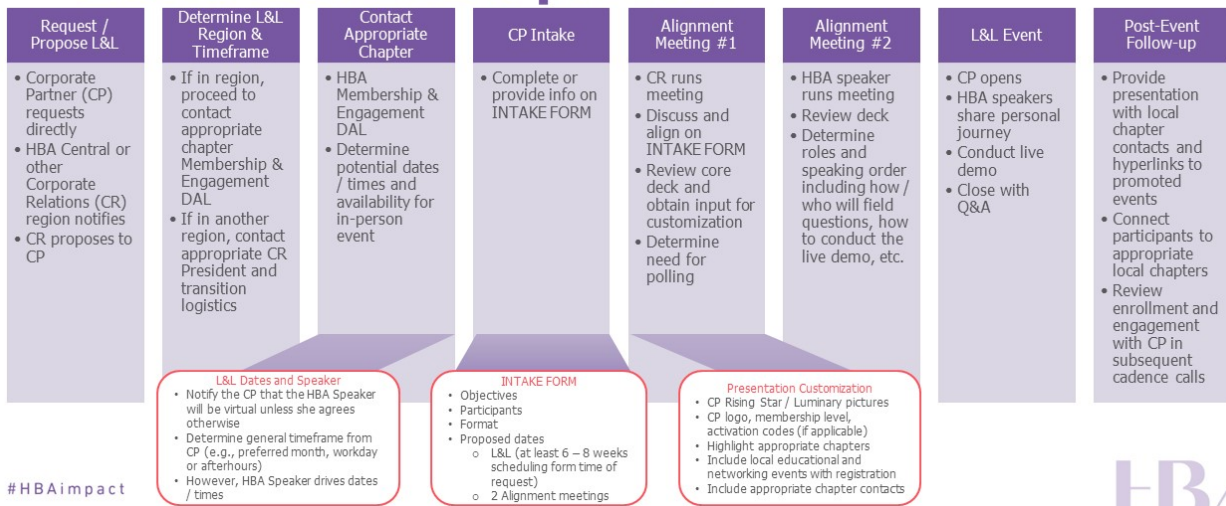 Request /
Propose L&L
• Corporate
Partner (CP)
requests
directly
• HBA Central or
other
Corporate
Relations (CR)
region notifies
• CR proposes to
CP
Determine L&L
Region &
Timeframe
• If in region,
proceed to
contact
appropriate
chapter
Membership &
Engagement
DAL
• If in another
region, contact
appropriate CR
President and
transition
logistics
Contact
Appropriate
Chapter
• HBA
Membership &
Engagement
DAL
• Determine
potential dates
/ times and
availability for
in-person
event
CP Intake
• Complete or
provide info on
INTAKE FORM
Alignment
Meeting #1
• CR runs
meeting
• Discuss and
align on
INTAKE FORM
• Review core
deck and
obtain input for
customization
• Determine
need for
polling
Alignment
Meeting #2
• HBA speaker
runs meeting
• Review deck
• Determine
roles and
speaking order
including how /
who will field
questions, how
to conduct the
live demo, etc.
L&L Event
• CP opens
• HBA speakers
share personal
journey
• Conduct live
demo
• Close with
Q&A
Post-Event
Follow-up
• Provide
presentation
with local
chapter
contacts and
hyperlinks to
promoted
events
• Connect
participants to
appropriate
local chapters
• Review
enrollment and
engagement
with CP in
subsequent
cadence calls
L&L Dates and Speaker
• Notify the CP that the HBA Speaker
will be virtual unless she agrees
otherwise
• Determine general timeframe from
CP (e.g., preferred month, workday
or afterhours)
• However, HBA Speaker drives dates
/ times
INTAKE FORM
• Objectives
• Participants
• Format
• Proposed dates
o L&L (at least 6 – 8 weeks
scheduling form time of
request)
o 2 Alignment meetings
Presentation Customization
• CP Rising Star / Luminary pictures
• CP logo, membership level,
activation codes (if applicable)
• Highlight appropriate chapters
• Include local educational and
networking events with registration
• Include appropriate chapter contacts
#HBAimpact
HBA